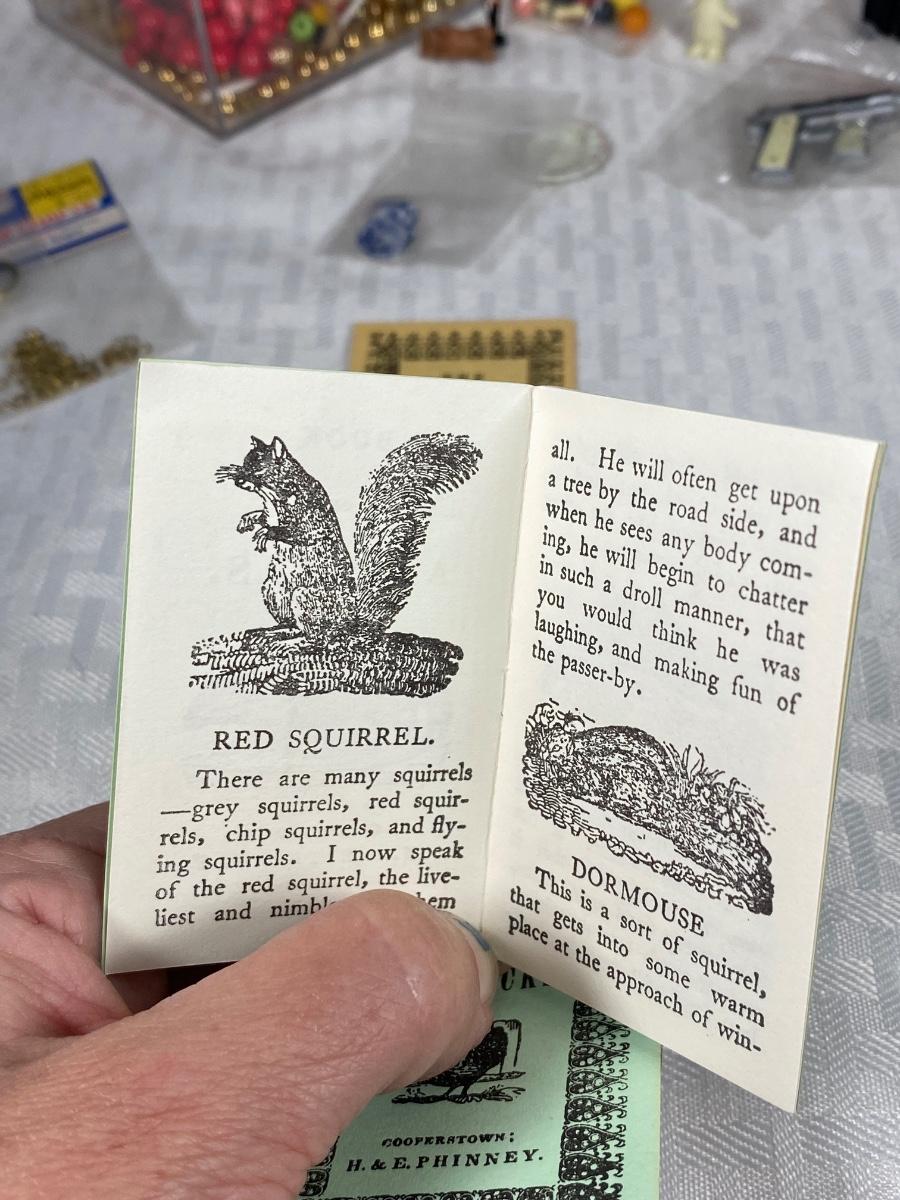 RED SQUIRREL.
There are many squirrels
—grey squirrels, red squir-
rels, chip squirrels, and fly-
ing squirrels. I now speak
of the red squirrel, the live-
liest and
all. He will often get upon
a tree by the road side, and
when he sees any body com-
ing, he will begin to chatter
in such a droll manner, that
you would think he was
laughing, and making fun of
the passer-by.
DORMOUSE
This is a sort of squirrel,
that gets into some warm
place at the approach of win-
COOPERSTOWN:
H. & E. PHINNEY.